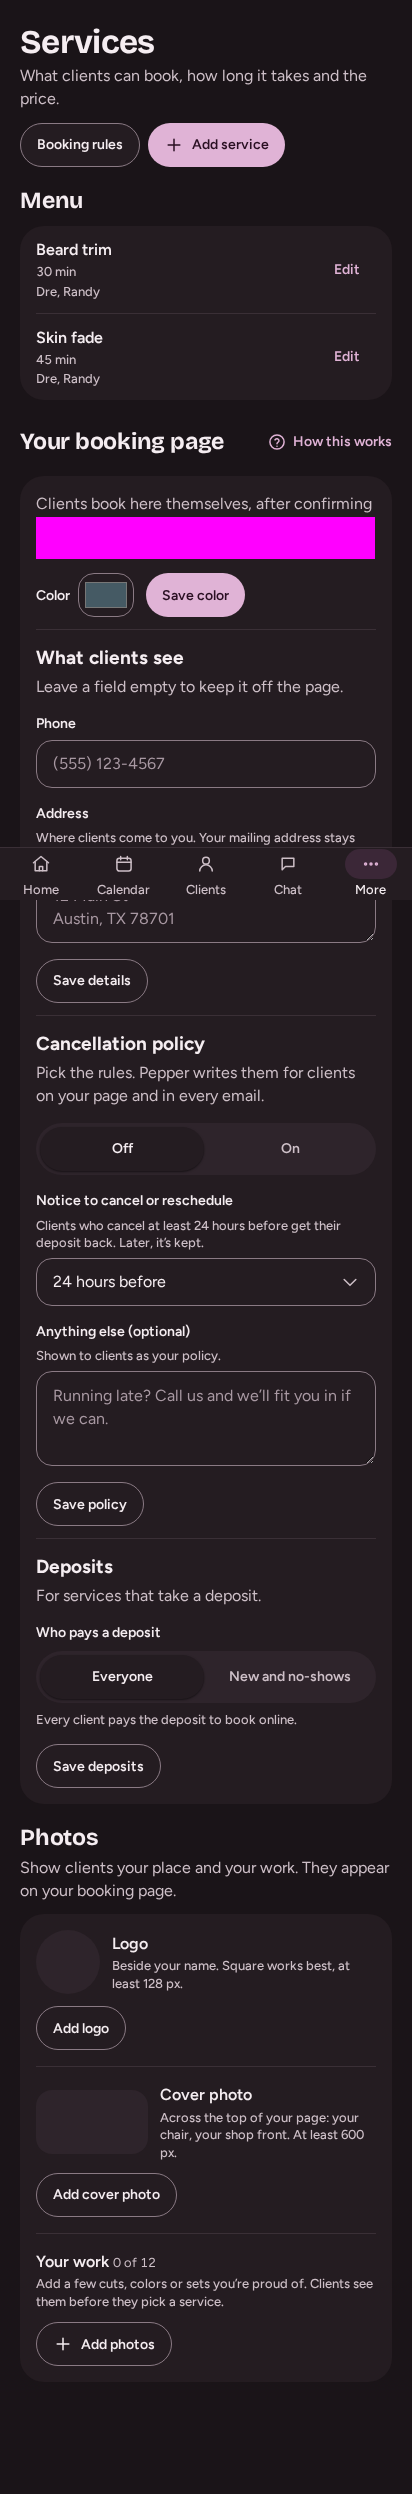 Services
What clients can book, how long it takes and the
price.
Booking rules
Add service
Menu
Beard trim
30 min
Dre, Randy
Edit
Skin fade
45 min
Dre, Randy
Edit
Your booking page
How this works
Clients book here themselves, after confirming
Color
Save color
What clients see
Leave a field empty to keep it off the page.
Phone
(555) 123-4567
Address
Where clients come to you. Your mailing address stays
Home
Calendar
Clients
Chat
More
Austin, TX 78701
Save details
Cancellation policy
Pick the rules. Pepper writes them for clients
on your page and in every email.
Off
On
Notice to cancel or reschedule
Clients who cancel at least 24 hours before get their
deposit back. Later, it’s kept.
24 hours before
Anything else (optional)
Shown to clients as your policy.
Running late? Call us and we’ll fit you in if
we can.
Save policy
Deposits
For services that take a deposit.
Who pays a deposit
Everyone
New and no-shows
Every client pays the deposit to book online.
Save deposits
Photos
Show clients your place and your work. They appear
on your booking page.
Logo
Beside your name. Square works best, at
least 128 px.
Add logo
Cover photo
Across the top of your page: your
chair, your shop front. At least 600
px.
Add cover photo
Your work 0 of 12
Add a few cuts, colors or sets you’re proud of. Clients see
them before they pick a service.
Add photos